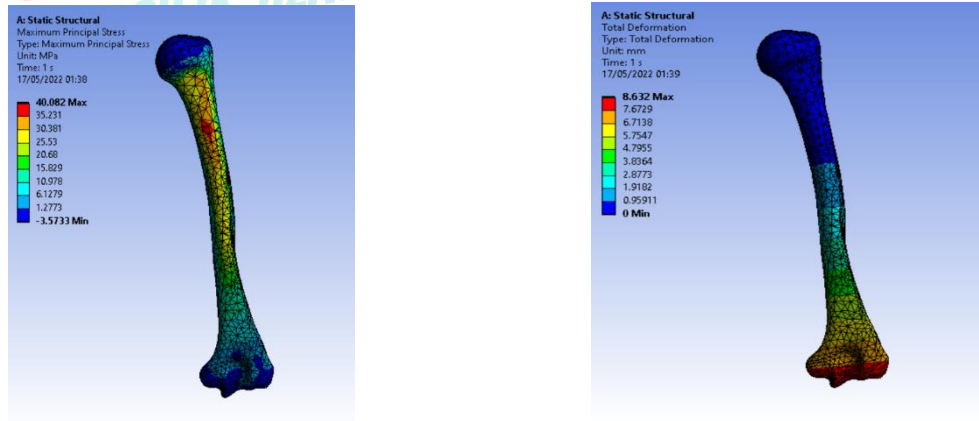 A: Static Structural
Maximum Principal Stress
Type: Maximum Principal Stress
Unit: MPa
Time: 1 s
17/05/2022 01:38
40.082 Max
35.231
30.381
25.53
20.68
15.829
10.978
6.1279
1.2773
-3.5733 Min
A: Static Structural
Total Deformation
Type: Total Deformation
Unit: mm
Time: 1 s
17/05/2022 01:39
8.632 Max
7.6729
6.7138
5.7547
4.7955
3.8364
2.8773
1.9182
0.95911
0 Min